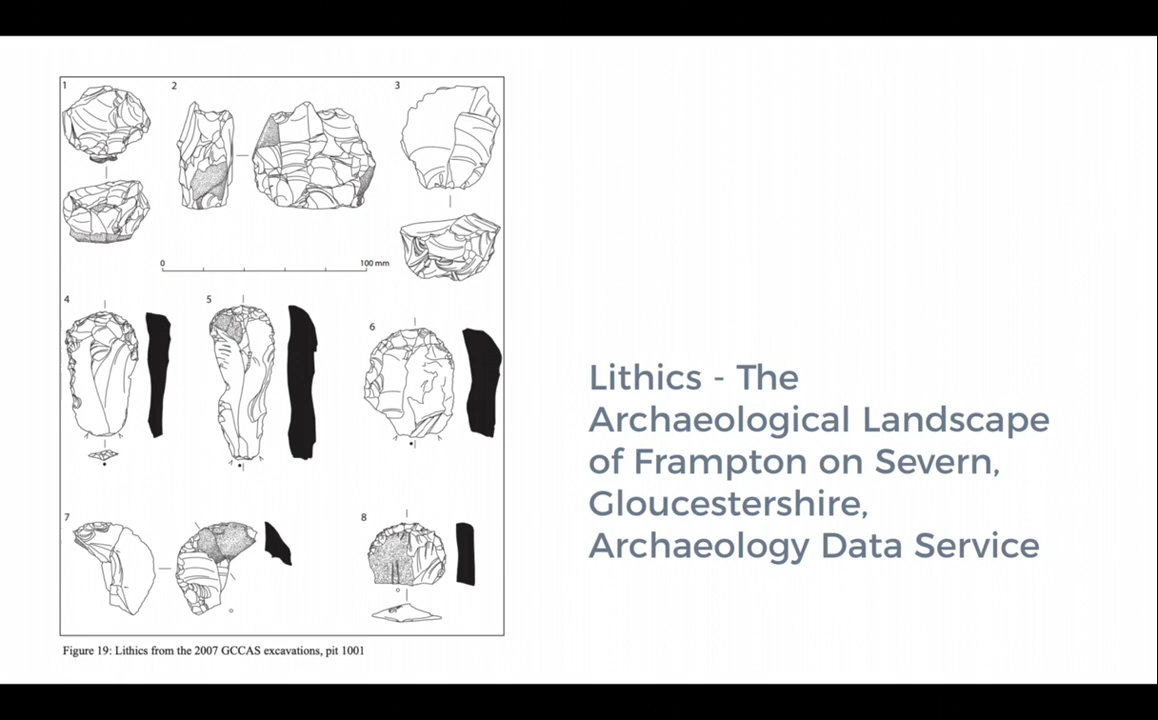 1
2
3
0
100 mm
4
5
6
7
8
Figure 19: Lithics from the 2007 GCCAS excavations, pit 1001
Lithics - The
Archaeological Landscape
of Frampton on Severn,
Gloucestershire,
Archaeology Data Service